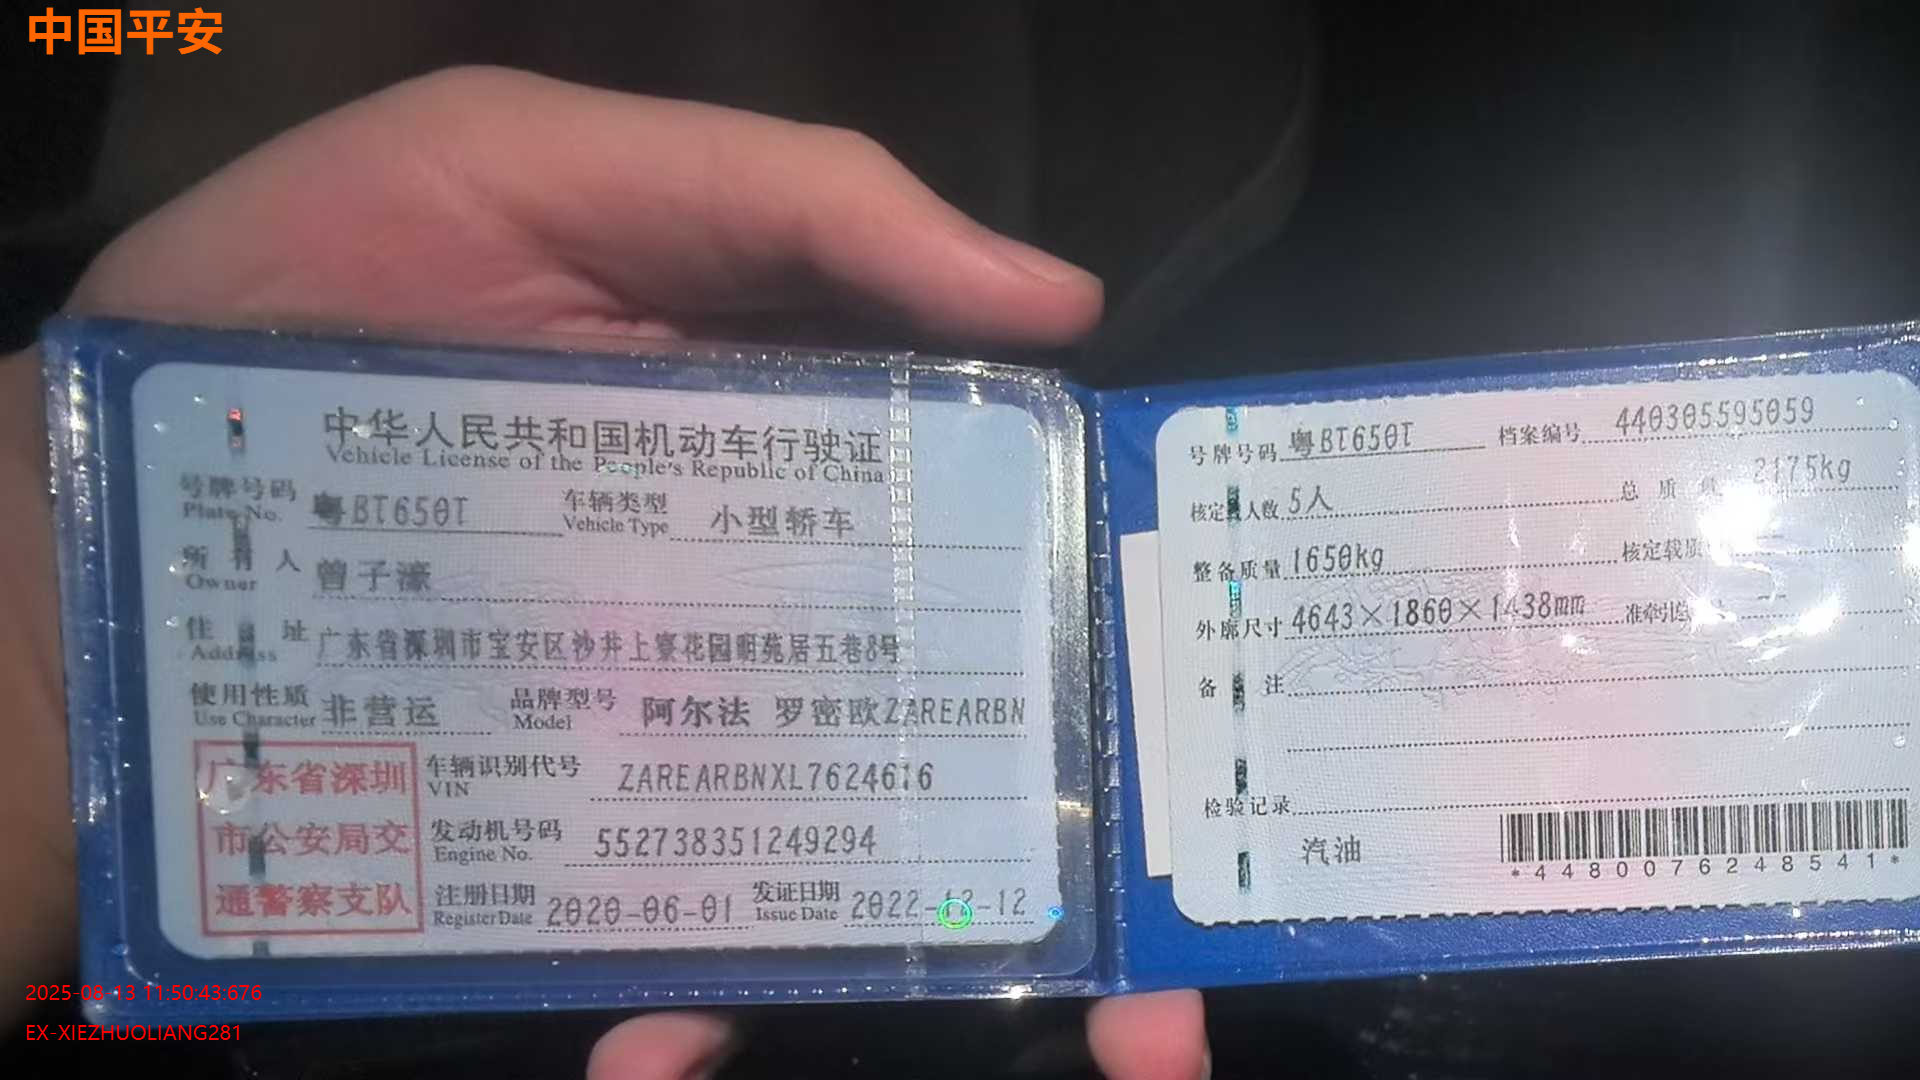 中国平安
中华人民共和国机动车行驶证
Vehicle License of the People's Republic of China
号牌号码 粤BT650T 车辆类型 小型轿车
Plate No. Vehicle Type
所有人 曾子濠
Owner
住址 广东省深圳市宝安区沙井上寮花园明苑居五巷8号
Address
使用性质 非营运 品牌型号 阿尔法 罗密欧ZAREARBN
Use Character Model
广东省深圳
市公安局交
通警察支队
车辆识别代号 ZAREARBNXL7624616
VIN
发动机号码 552738351249294
Engine No.
注册日期 2020-06-01 发证日期 2022-12-12
Register Date Issue Date
号牌号码 粤BT650T 档案编号 440305595059
核定 人数 5人 总质 2175kg
整备质量 1650kg 核定载质
外廓尺寸 4643×1860×1438mm 准牵引总
备注
检验记录
汽油
*4480076248541*
2025-08-13 11:50:43:676
EX-XIEZHUOLIANG281